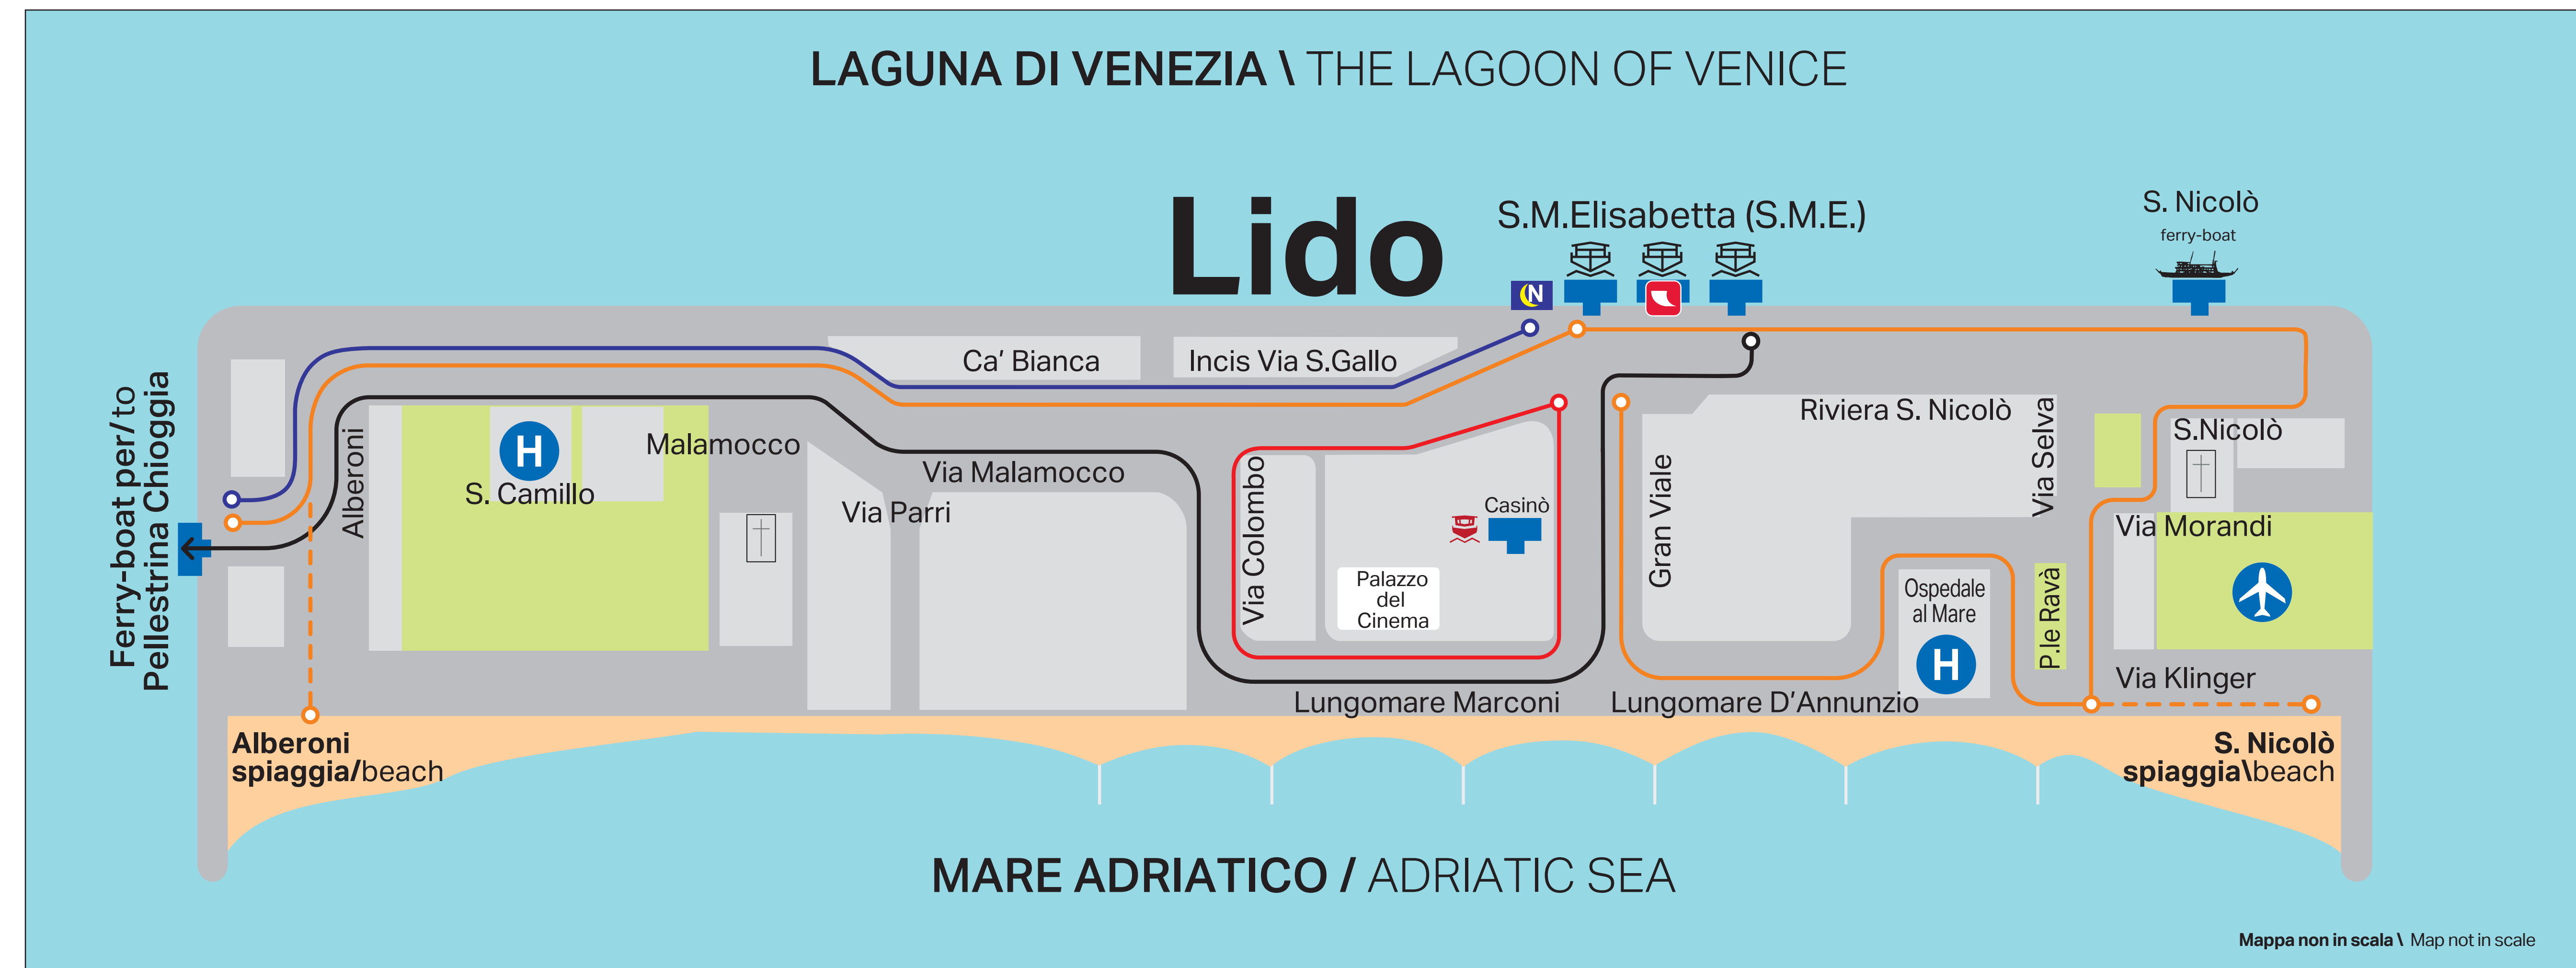 LAGUNA DI VENEZIA \ THE LAGOON OF VENICE
Lido
S.M.Elisabetta (S.M.E.)
N
S. Nicolò
ferry-boat
Ca' Bianca
Incis Via S.Gallo
Ferry-boat per/to
Pellestrina Chioggia
Alberoni
H
S. Camillo
Malamocco
Via Malamocco
Via Parri
Via Colombo
Casinò
Palazzo
del
Cinema
Gran Viale
Riviera S. Nicolò
Via Selva
S.Nicolò
Via Morandi
Ospedale
al Mare
H
P.le Ravà
Via Klinger
Lungomare Marconi
Lungomare D'Annunzio
Alberoni
spiaggia/beach
S. Nicolò
spiaggia\beach
MARE ADRIATICO / ADRIATIC SEA
Mappa non in scala \ Map not in scale